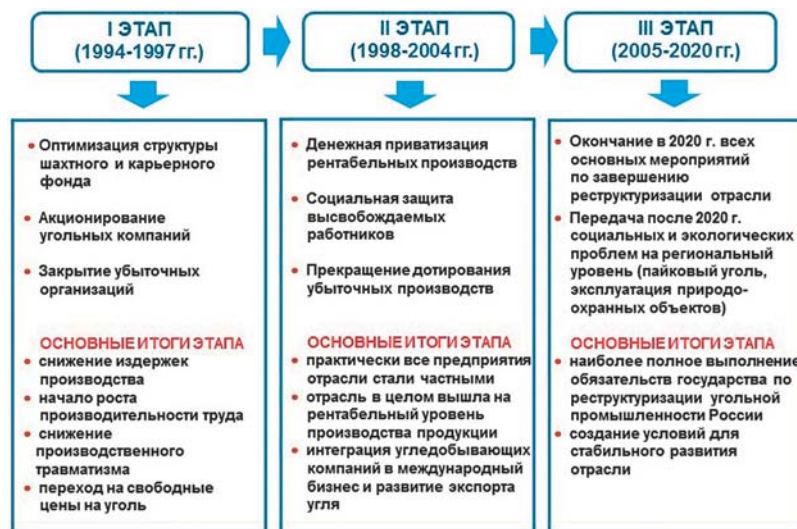 I ЭТАП
(1994-1997 гг.)
II ЭТАП
(1998-2004 гг.)
III ЭТАП
(2005-2020 гг.)
• Оптимизация структуры
шахтного и карьерного
фонда
• Акционирование
угольных компаний
• Закрытие убыточных
организаций
ОСНОВНЫЕ ИТОГИ ЭТАПА
• снижение издержек
производства
• начало роста
производительности труда
• снижение
производственного
травматизма
• переход на свободные
цены на уголь
• Денежная приватизация
рентабельных производств
• Социальная защита
высвобождаемых
работников
• Прекращение дотирования
убыточных производств
ОСНОВНЫЕ ИТОГИ ЭТАПА
• практически все предприятия
отрасли стали частными
• отрасль в целом вышла на
рентабельный уровень
производства продукции
• интеграция угледобывающих
компаний в международный
бизнес и развитие экспорта
угля
• Окончание в 2020 г. всех
основных мероприятий
по завершению
реструктуризации отрасли
• Передача после 2020 г.
социальных и экологических
проблем на региональный
уровень (пайковый уголь,
эксплуатация природо-
охранных объектов)
ОСНОВНЫЕ ИТОГИ ЭТАПА
• наиболее полное выполнение
обязательств государства по
реструктуризации угольной
промышленности России
• создание условий для
стабильного развития
отрасли